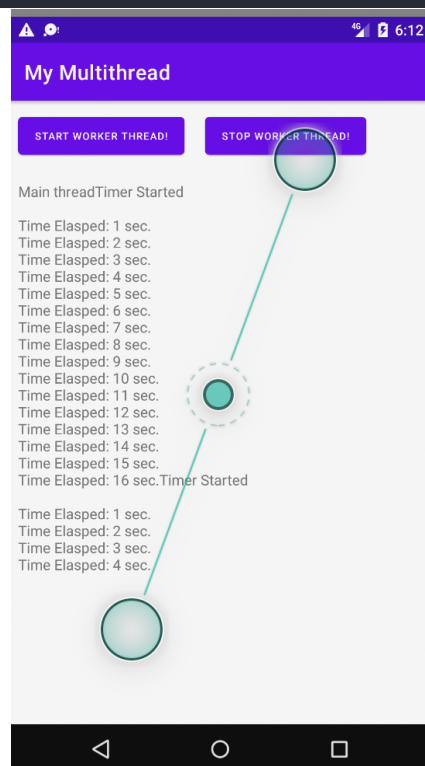 4G 6:12
My Multithread
START WORKER THREAD! STOP WORKER THREAD!
Main threadTimer Started
Time Elasped: 1 sec.
Time Elasped: 2 sec.
Time Elasped: 3 sec.
Time Elasped: 4 sec.
Time Elasped: 5 sec.
Time Elasped: 6 sec.
Time Elasped: 7 sec.
Time Elasped: 8 sec.
Time Elasped: 9 sec.
Time Elasped: 10 sec.
Time Elasped: 11 sec.
Time Elasped: 12 sec.
Time Elasped: 13 sec.
Time Elasped: 14 sec.
Time Elasped: 15 sec.
Time Elasped: 16 sec.Timer Started
Time Elasped: 1 sec.
Time Elasped: 2 sec.
Time Elasped: 3 sec.
Time Elasped: 4 sec.